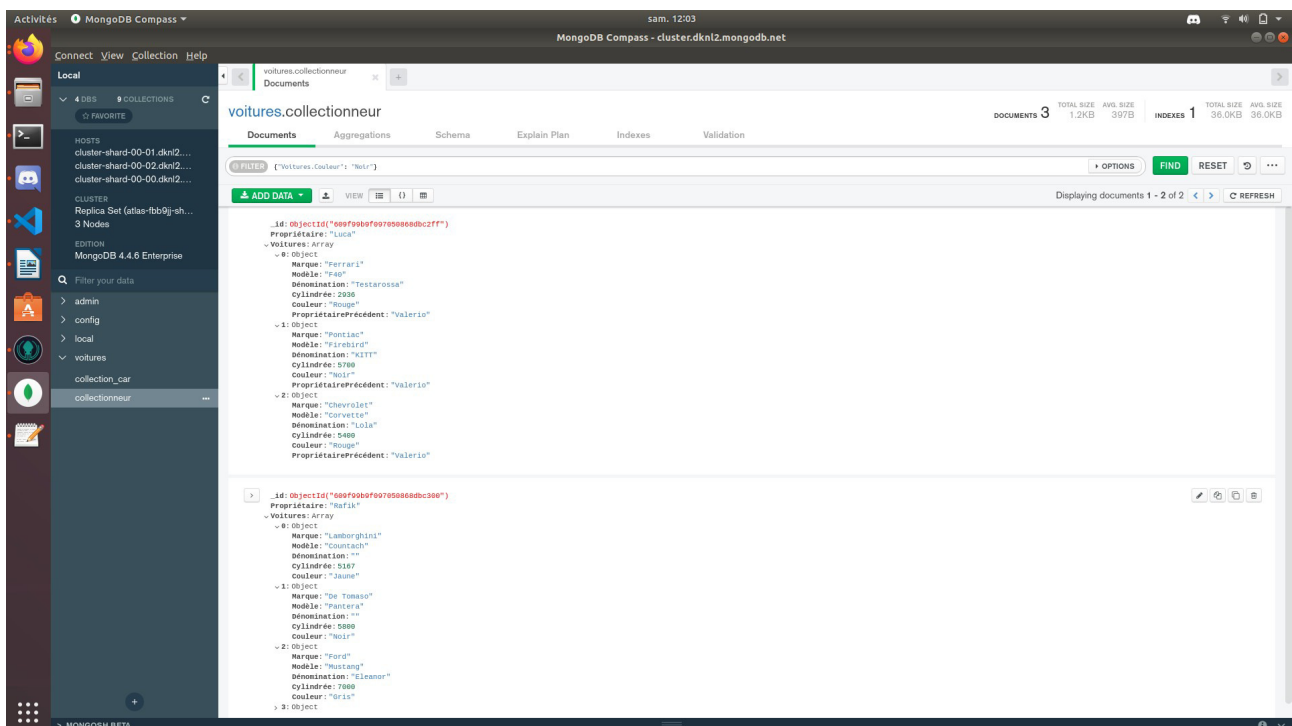 Activités MongoDB Compass sam. 12:03
MongoDB Compass - cluster.dknl2.mongodb.net
Connect View Collection Help
Local
4 DBS 9 COLLECTIONS
FAVORITE
HOSTS
cluster-shard-00-01.dknl2....
cluster-shard-00-02.dknl2....
cluster-shard-00-00.dknl2....
CLUSTER
Replica Set (atlas-fbb9jj-sh...
3 Nodes
EDITION
MongoDB 4.4.6 Enterprise
Filter your data
admin
config
local
voitures
collection_car
collectionneur
>_MONGOSH BETA
voitures.collectionneur
Documents
voitures.collectionneur
DOCUMENTS 3 TOTAL SIZE 1.2KB AVG. SIZE 397B INDEXES 1 TOTAL SIZE 36.0KB AVG. SIZE 36.0KB
Documents Aggregations Schema Explain Plan Indexes Validation
FILTER {"Voitures.Couleur": "Noir"} OPTIONS FIND RESET ...
ADD DATA VIEW {} Displaying documents 1 - 2 of 2 < > REFRESH
_id: ObjectId("609f99b9f097050868dbc2ff")
Propriétaire: "Luca"
Voitures: Array
0: Object
Marque: "Ferrari"
Modèle: "F40"
Dénomination: "Testarossa"
Cylindrée: 2936
Couleur: "Rouge"
PropriétairePrécédent: "Valerio"
1: Object
Marque: "Pontiac"
Modèle: "Firebird"
Dénomination: "KITT"
Cylindrée: 5700
Couleur: "Noir"
PropriétairePrécédent: "Valerio"
2: Object
Marque: "Chevrolet"
Modèle: "Corvette"
Dénomination: "Lola"
Cylindrée: 5400
Couleur: "Rouge"
PropriétairePrécédent: "Valerio"
_id: ObjectId("609f99b9f097050868dbc300")
Propriétaire: "Rafik"
Voitures: Array
0: Object
Marque: "Lamborghini"
Modèle: "Countach"
Dénomination: ""
Cylindrée: 5167
Couleur: "Jaune"
1: Object
Marque: "De Tomaso"
Modèle: "Pantera"
Dénomination: ""
Cylindrée: 5800
Couleur: "Noir"
2: Object
Marque: "Ford"
Modèle: "Mustang"
Dénomination: "Eleanor"
Cylindrée: 7000
Couleur: "Gris"
3: Object